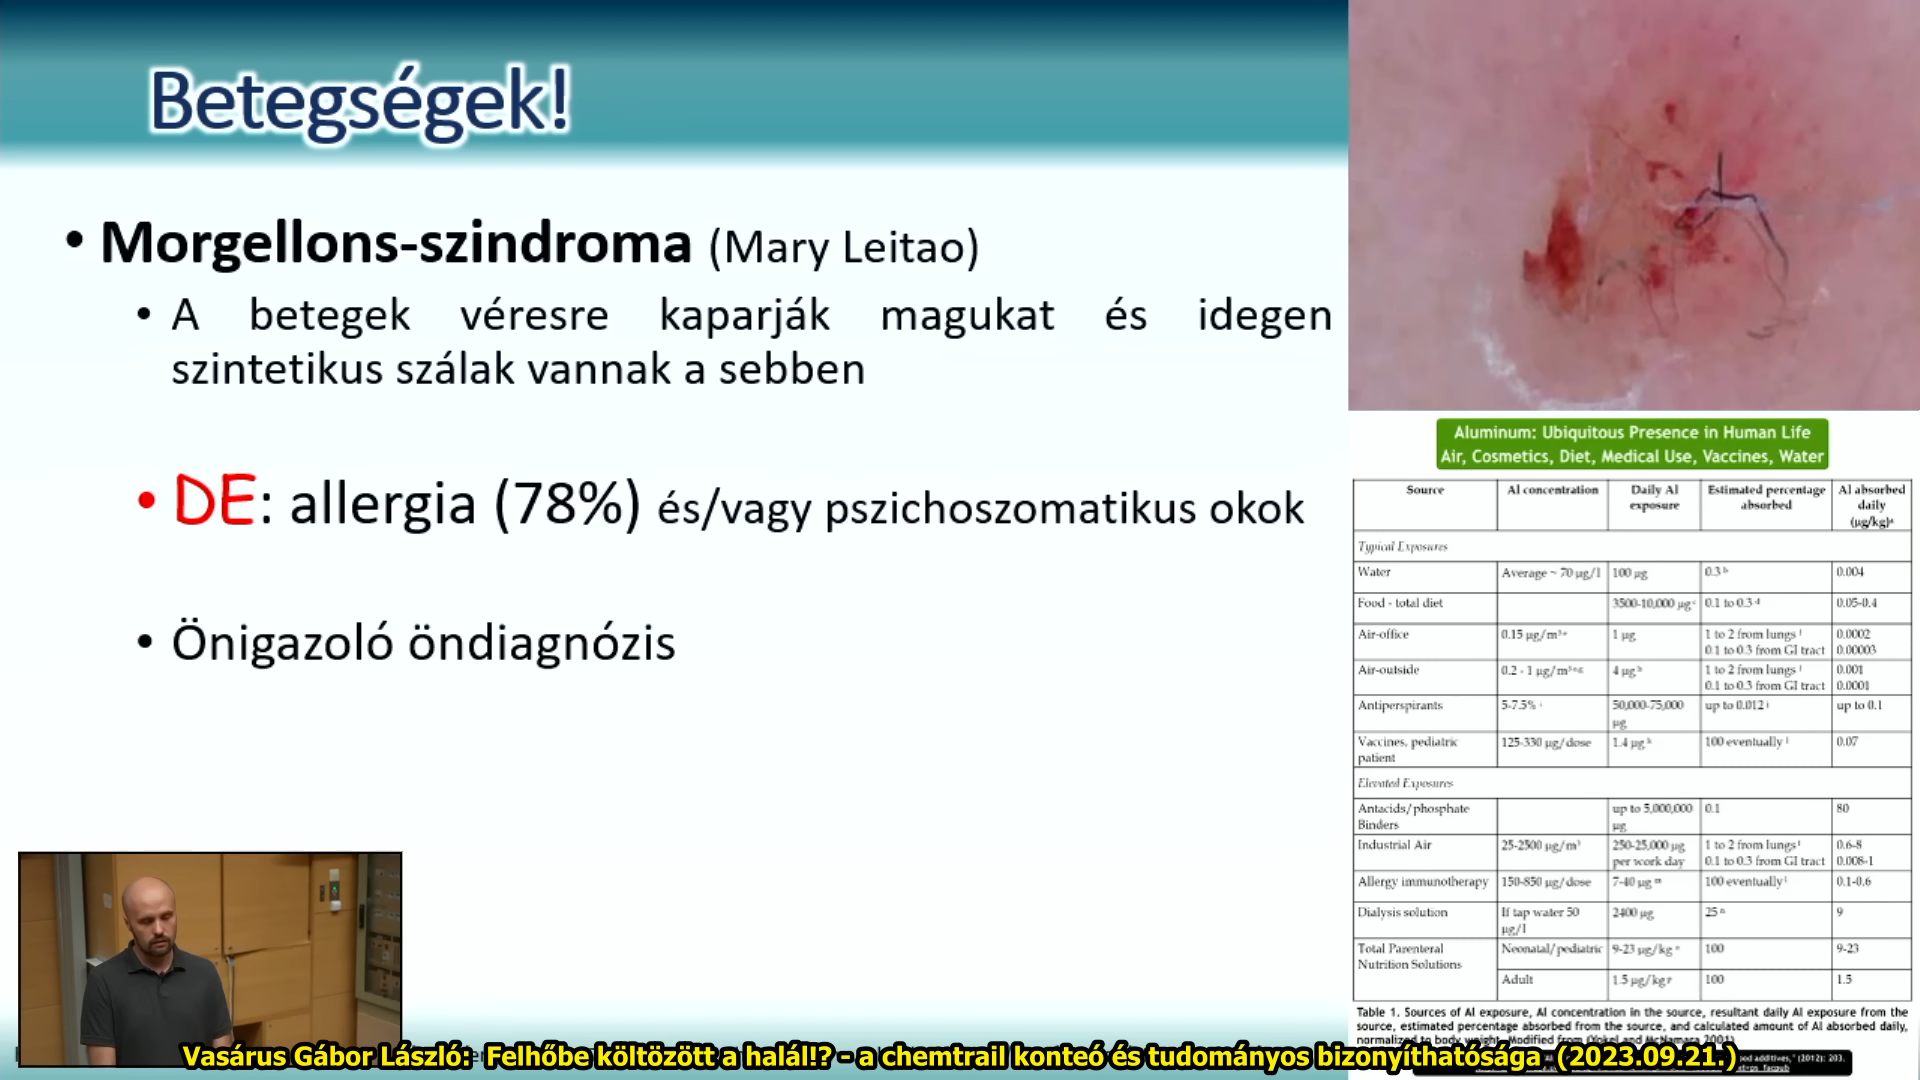 Betegségek!
• Morgellons-szindroma (Mary Leitao)
• A betegek véresre kaparják magukat és idegen
szintetikus szálak vannak a sebben
• DE: allergia (78%) és/vagy pszichoszomatikus okok
• Önigazoló öndiagnózis
Aluminum: Ubiquitous Presence in Human Life
Air, Cosmetics, Diet, Medical Use, Vaccines, Water
Source Al concentration Daily Al exposure Estimated percentage absorbed Al absorbed daily (µg/kg)ᵃ
Typical Exposures
Water Average ~ 70 µg/l 100 µg 0.3 ᵇ 0.004
Food - total diet 3500-10,000 µg 0.1 to 0.3 ᵈ 0.05-0.4
Air-office 0.15 µg/m³ 1 µg 1 to 2 from lungs 0.0002
0.1 to 0.3 from GI tract 0.00003
Air-outside 0.2 - 1 µg/m³ 4 µg 1 to 2 from lungs 0.001
0.1 to 0.3 from GI tract 0.0001
Antiperspirants 5-7.5% 50,000-75,000 µg up to 0.012 up to 0.1
Vaccines, pediatric patient 125-330 µg/dose 1.4 µg 100 eventually 0.07
Elevated Exposures
Antacids/phosphate Binders up to 5,000,000 µg 0.1 80
Industrial Air 25-2500 µg/m³ 250-25,000 µg per work day 1 to 2 from lungs 0.6-8
0.1 to 0.3 from GI tract 0.008-1
Allergy immunotherapy 150-850 µg/dose 7-40 µg 100 eventually 0.1-0.6
Dialysis solution If tap water 50 µg/l 2400 µg 25 9
Total Parenteral Nutrition Solutions Neonatal/pediatric 9-23 µg/kg 100 9-23
Adult 1.5 µg/kg 100 1.5
Table 1. Sources of Al exposure, Al concentration in the source, resultant daily Al exposure from the
source, estimated percentage absorbed from the source, and calculated amount of Al absorbed daily,
normalized to body weight. Modified from (Yokel and McNamara 2001)
Vasárus Gábor László: Felhőbe költözött a halál!? - a chemtrail konteó és tudományos bizonyíthatósága (2023.09.21.)